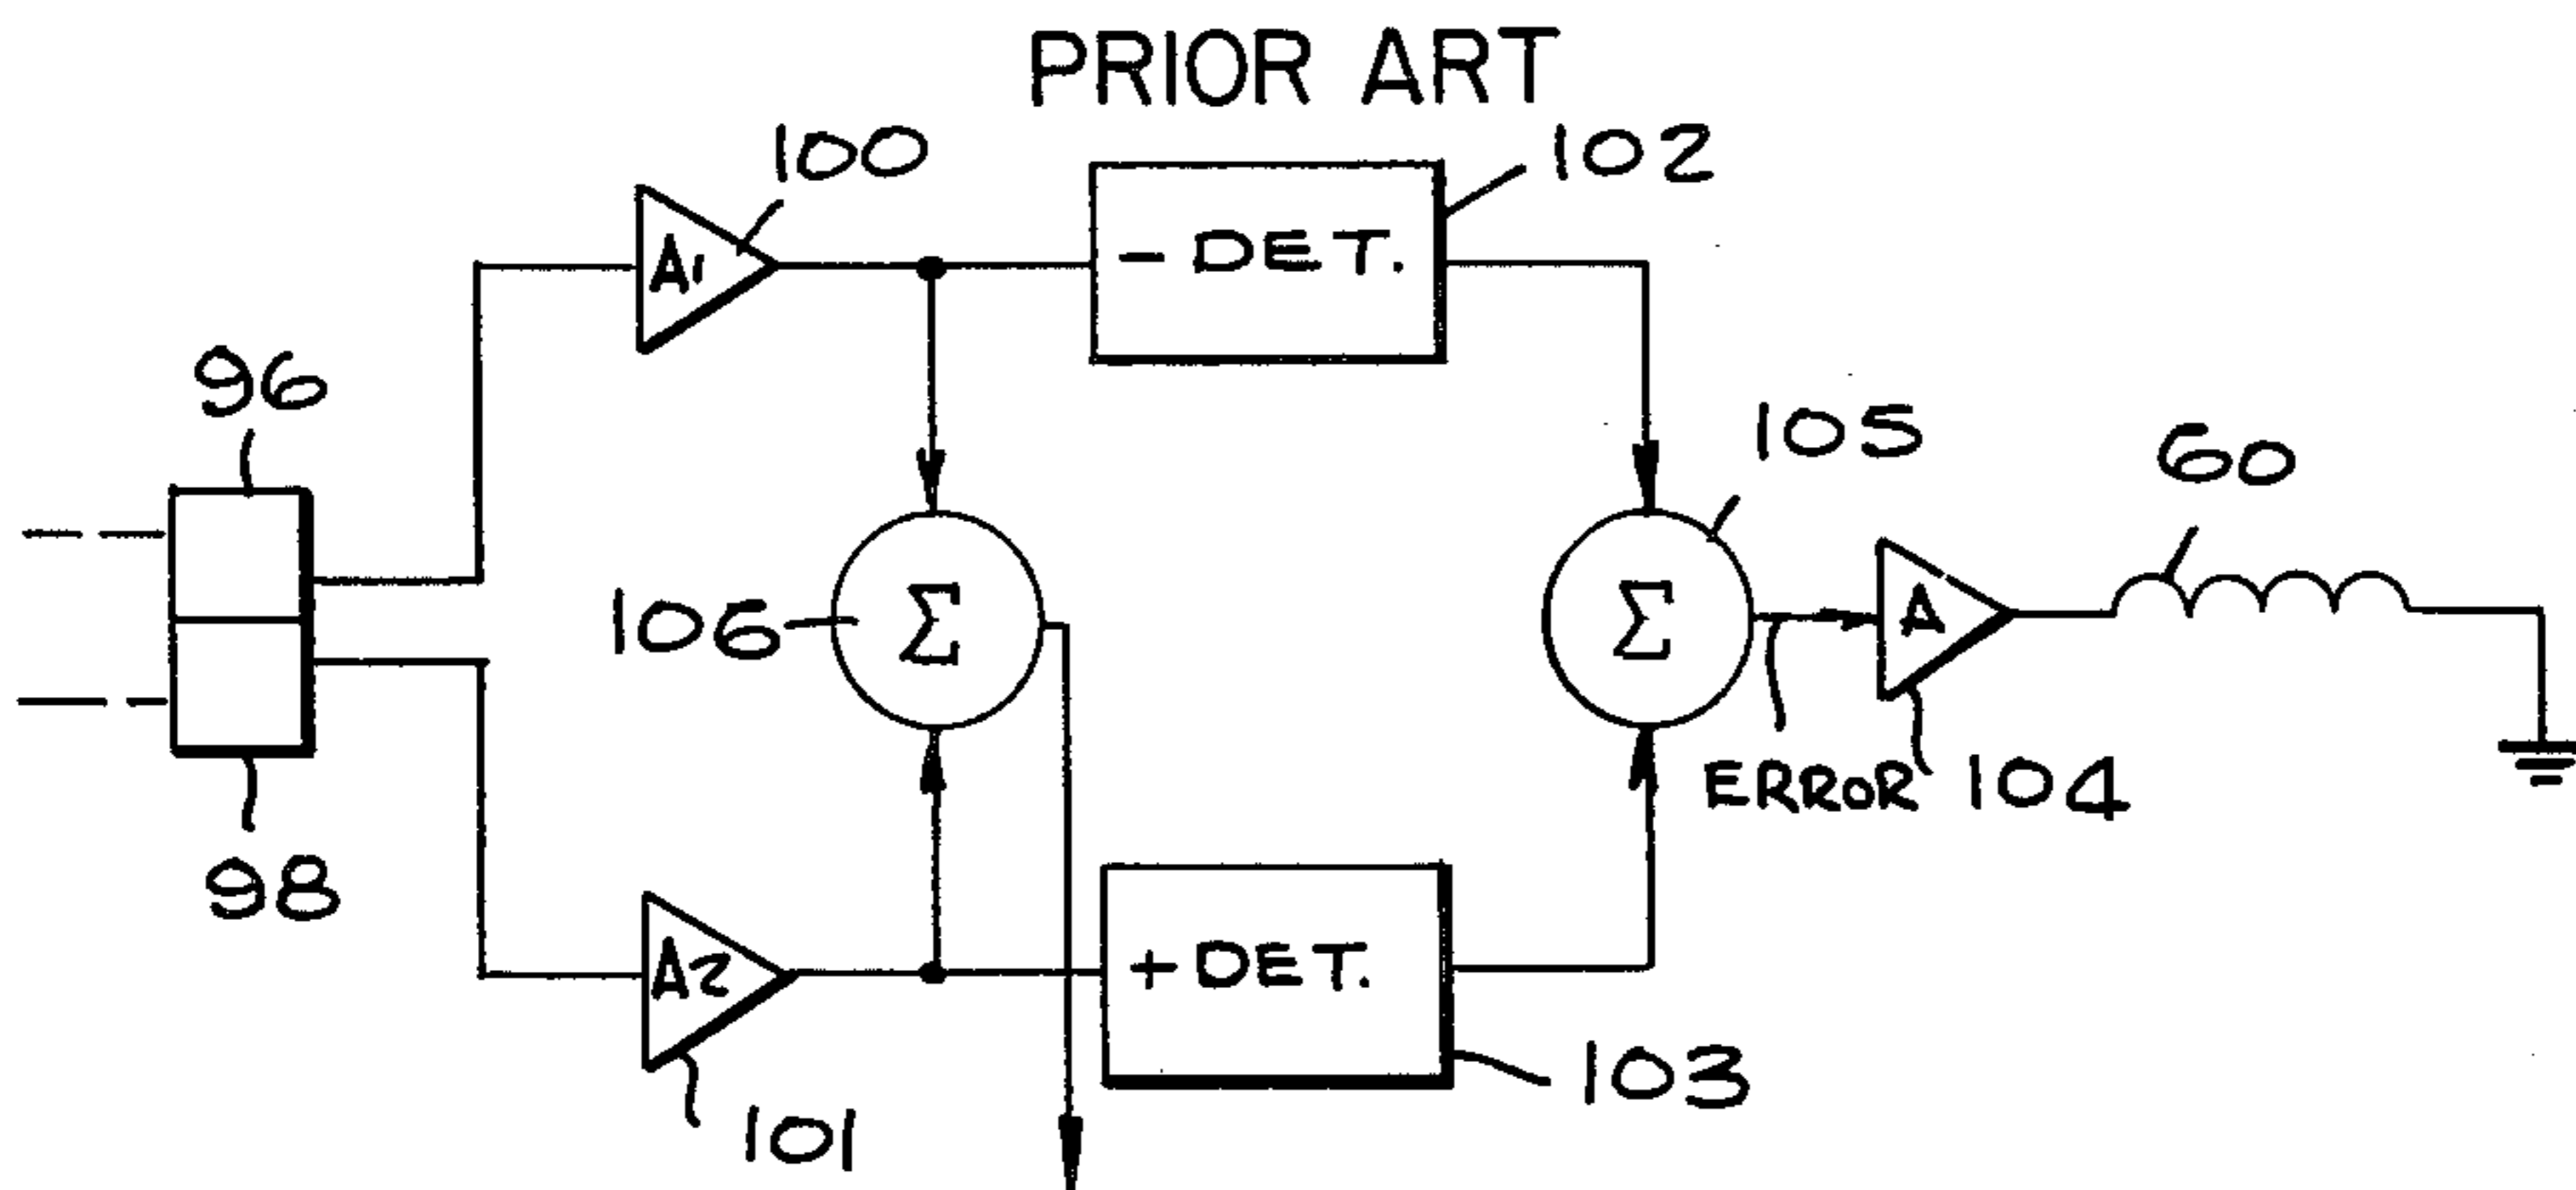 PRIOR ART
100
102
A1
- DET.
96
105
60
106
Σ
Σ
A
ERROR
104
98
A2
+ DET.
103
101